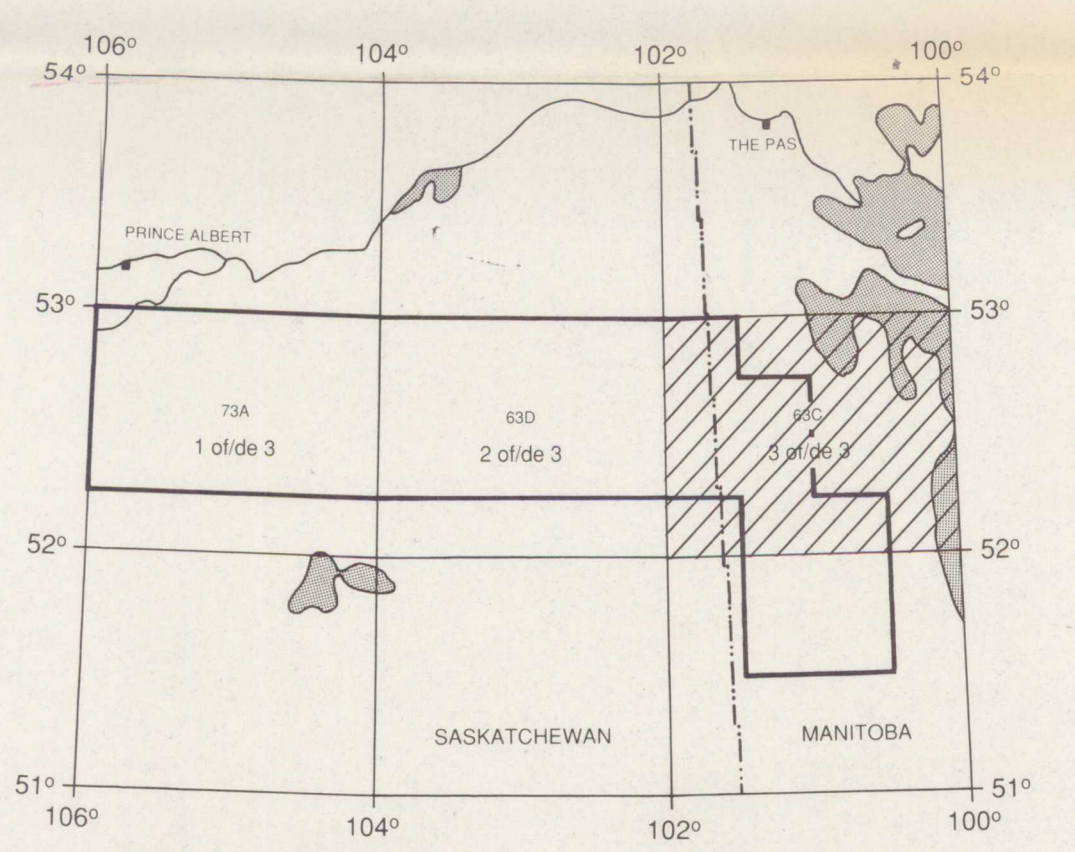 106° 104° 102° 100°
54° 54°
THE PAS
PRINCE ALBERT
53° 53°
73A 63D 63C
1 of/de 3 2 of/de 3 3 of/de 3
52° 52°
SASKATCHEWAN MANITOBA
51° 51°
106° 104° 102° 100°